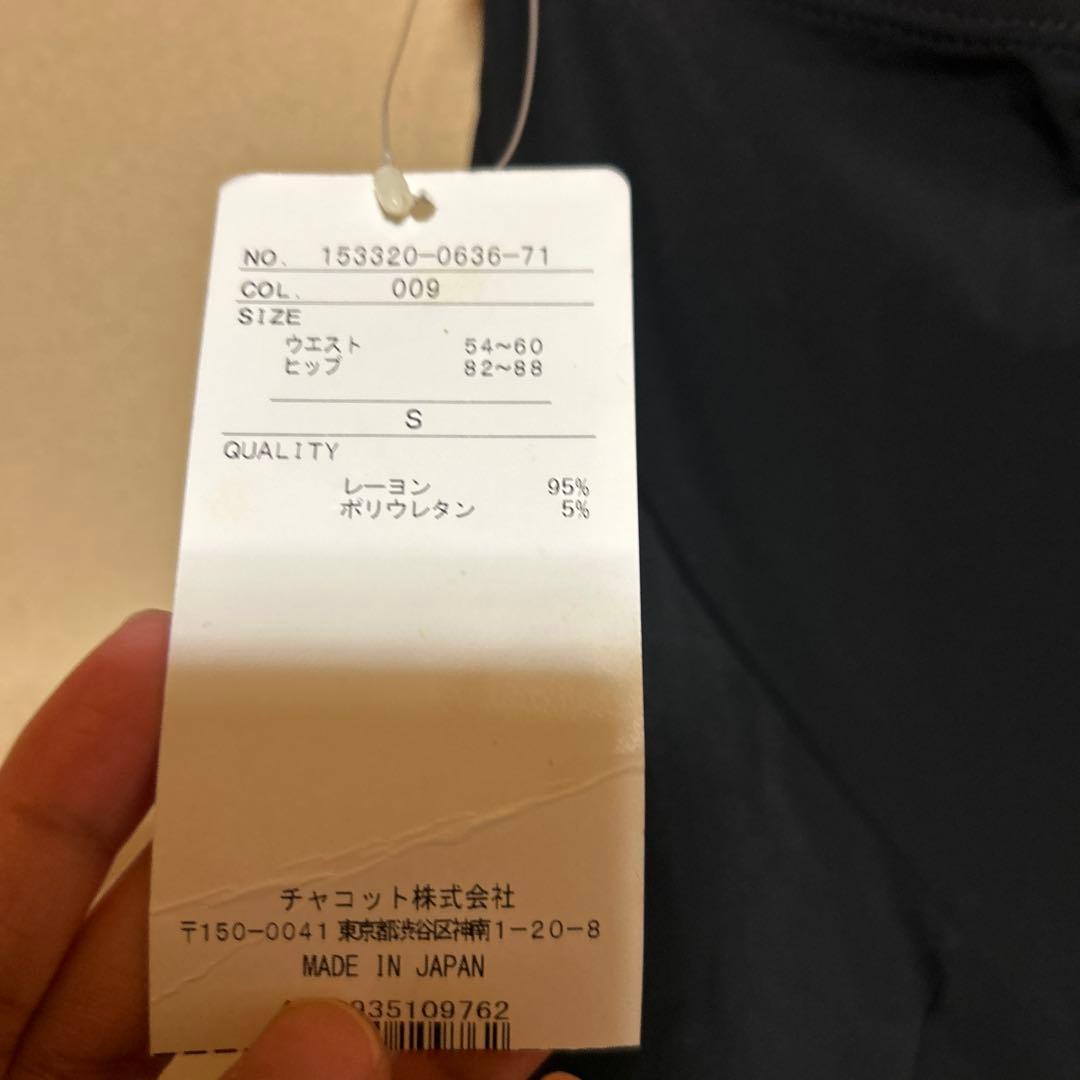 NO. 153320-0636-71
COL. 009
SIZE
ウエスト 54~60
ヒップ 82~88
S
QUALITY
レーヨン 95%
ポリウレタン 5%
チャコット株式会社
〒150-0041 東京都渋谷区神南1-20-8
MADE IN JAPAN
935109762